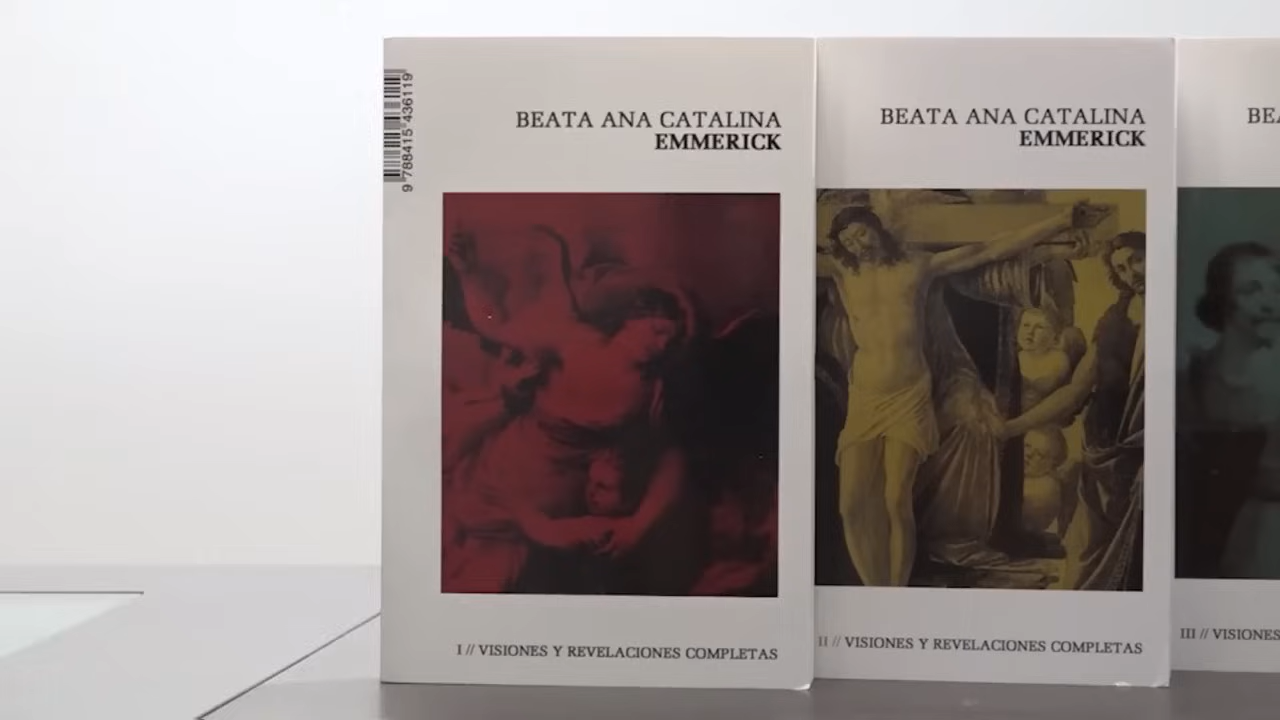 9 788415 436119
BEATA ANA CATALINA
EMMERICK
I // VISIONES Y REVELACIONES COMPLETAS
BEATA ANA CATALINA
EMMERICK
II // VISIONES Y REVELACIONES COMPLETAS
BEA
III // VISIONES